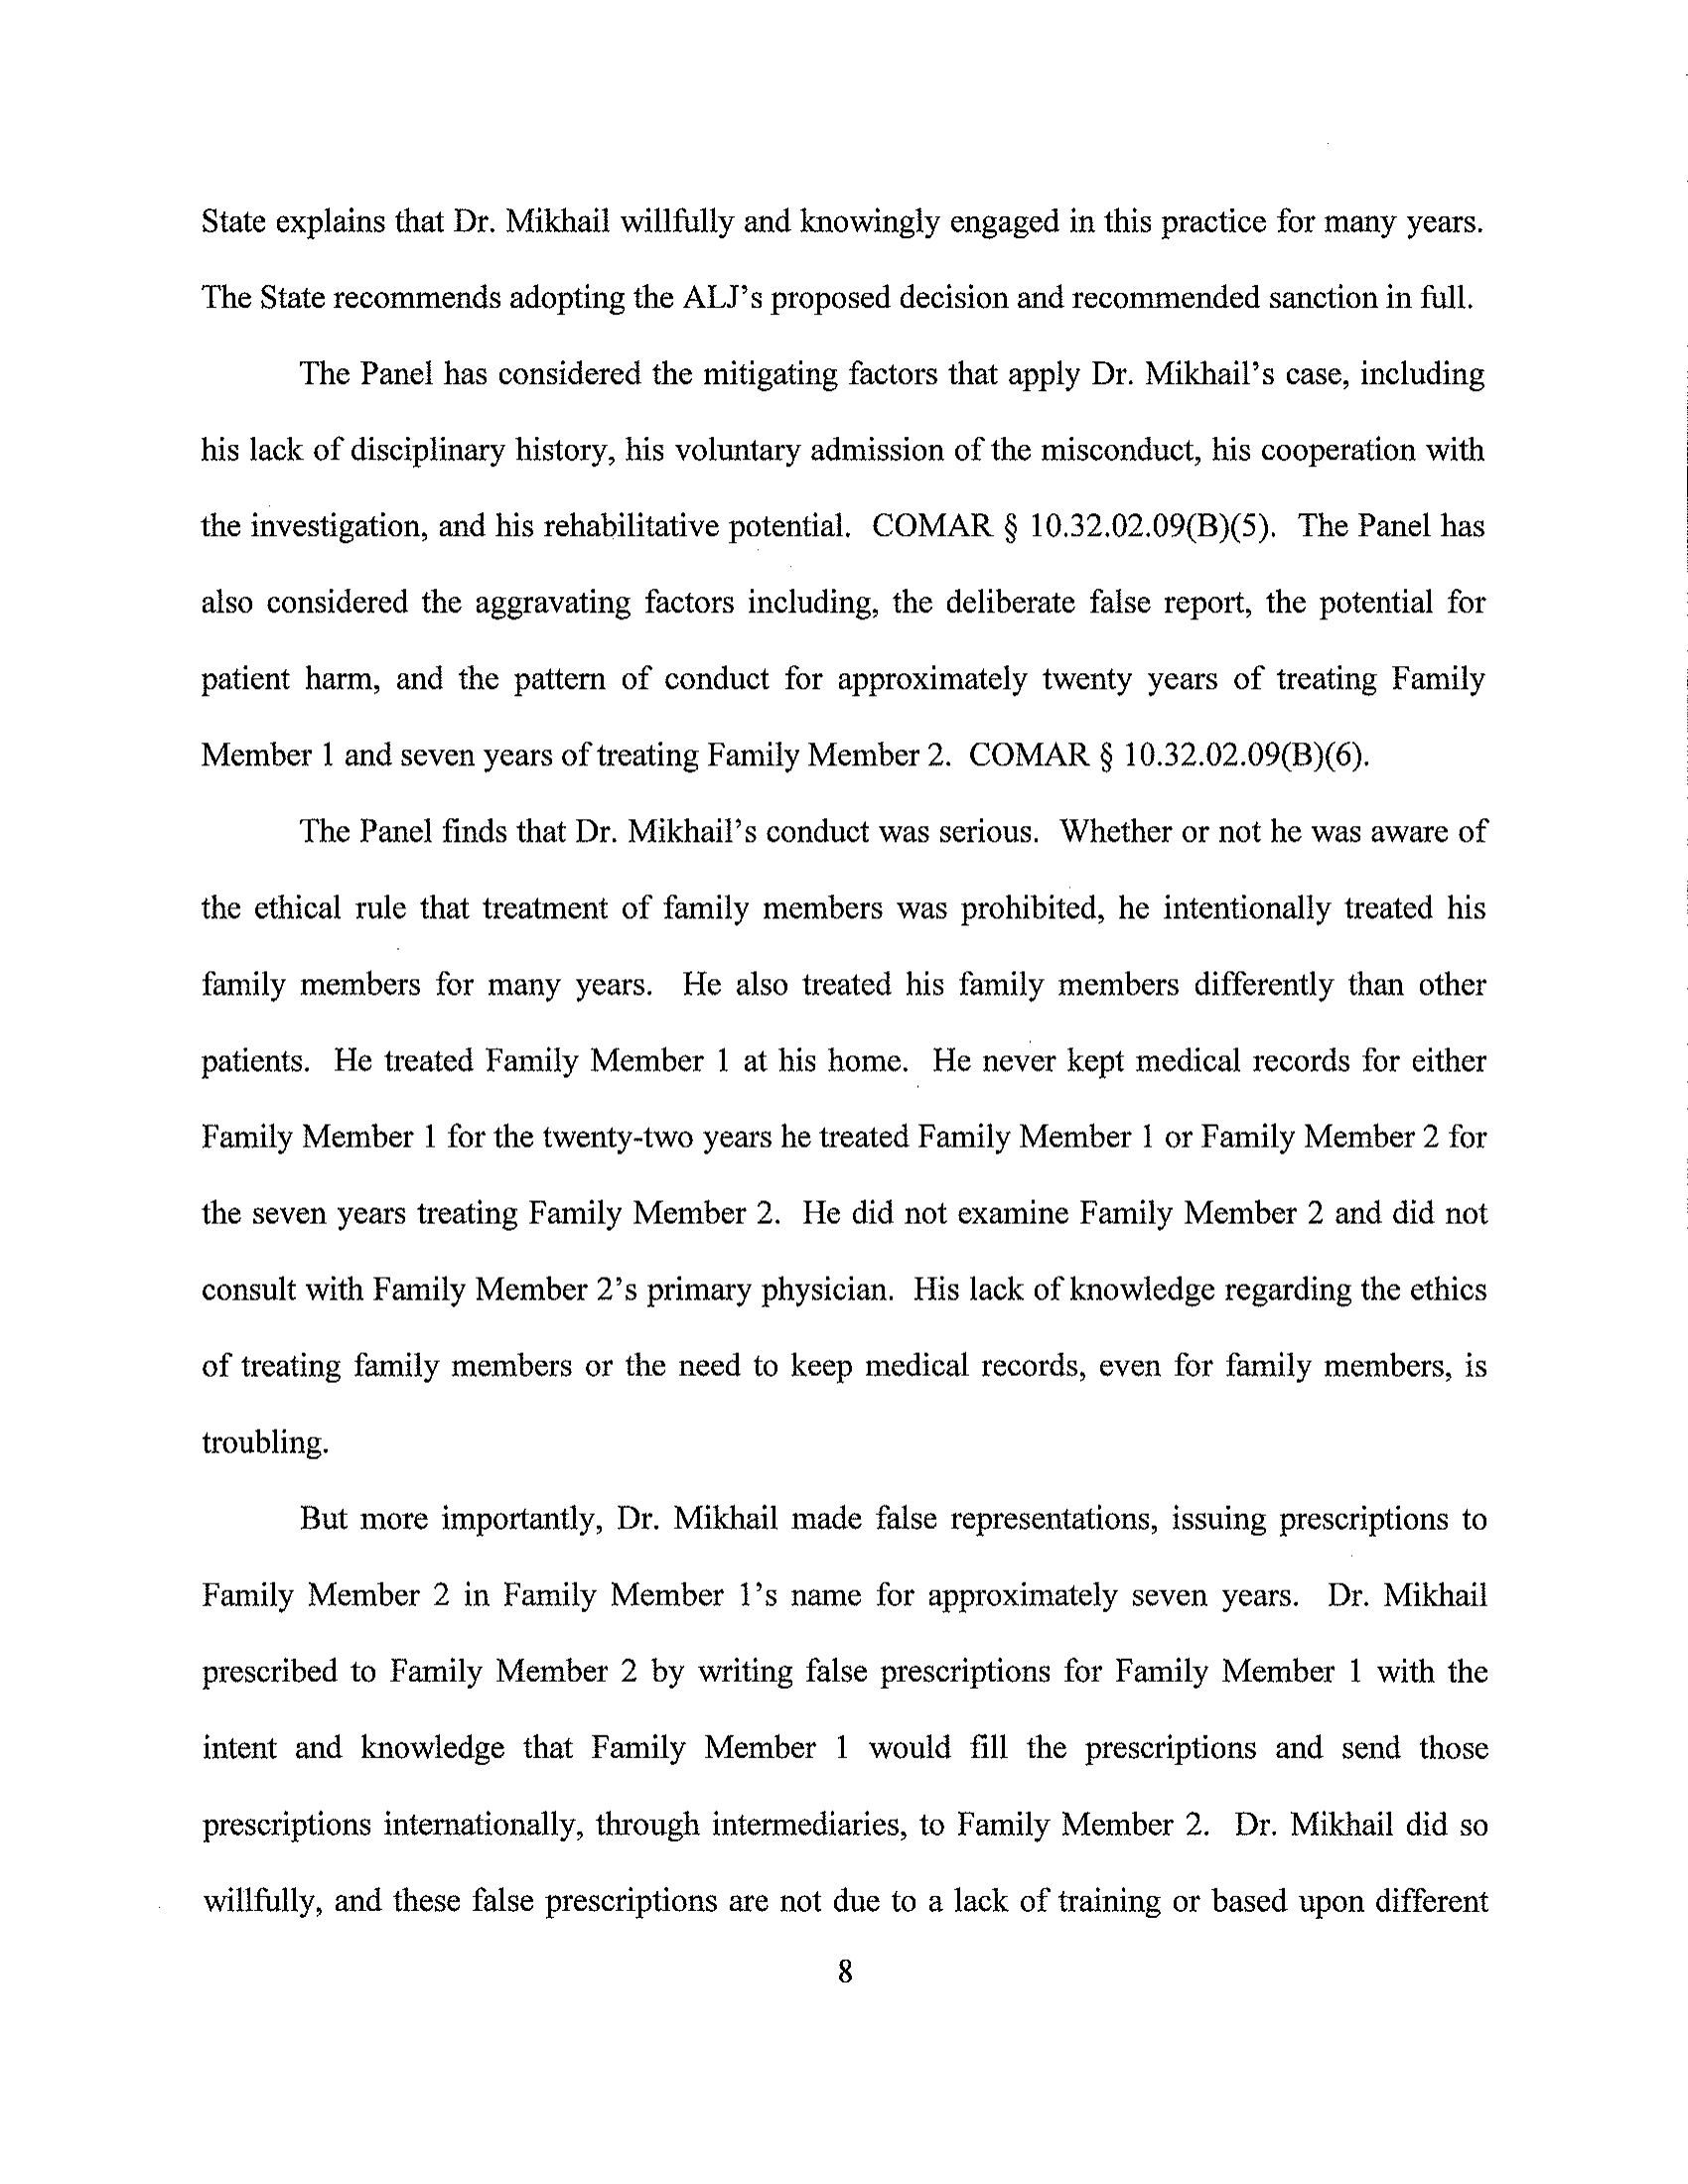 State explains that Dr. Mikhail willfully and knowingly engaged in this practice for many years.
The State recommends adopting the ALJ's proposed decision and recommended sanction in full.
The Panel has considered the mitigating factors that apply Dr. Mikhail's case, including
his lack of disciplinary history, his voluntary admission of the misconduct, his cooperation with
the investigation, and his rehabilitative potential. COMAR § 10.32.02.09(B)(5). The Panel has
also considered the aggravating factors including, the deliberate false report, the potential for
patient harm, and the pattern of conduct for approximately twenty years of treating Family
Member 1 and seven years of treating Family Member 2. COMAR § 10.32.02.09(B)(6).
The Panel finds that Dr. Mikhail's conduct was serious. Whether or not he was aware of
the ethical rule that treatment of family members was prohibited, he intentionally treated his
family members for many years. He also treated his family members differently than other
patients. He treated Family Member 1 at his home. He never kept medical records for either
Family Member 1 for the twenty-two years he treated Family Member 1 or Family Member 2 for
the seven years treating Family Member 2. He did not examine Family Member 2 and did not
consult with Family Member 2's primary physician. His lack of knowledge regarding the ethics
of treating family members or the need to keep medical records, even for family members, is
troubling.
But more importantly, Dr. Mikhail made false representations, issuing prescriptions to
Family Member 2 in Family Member 1's name for approximately seven years. Dr. Mikhail
prescribed to Family Member 2 by writing false prescriptions for Family Member 1 with the
intent and knowledge that Family Member 1 would fill the prescriptions and send those
prescriptions internationally, through intermediaries, to Family Member 2. Dr. Mikhail did so
willfully, and these false prescriptions are not due to a lack of training or based upon different
8